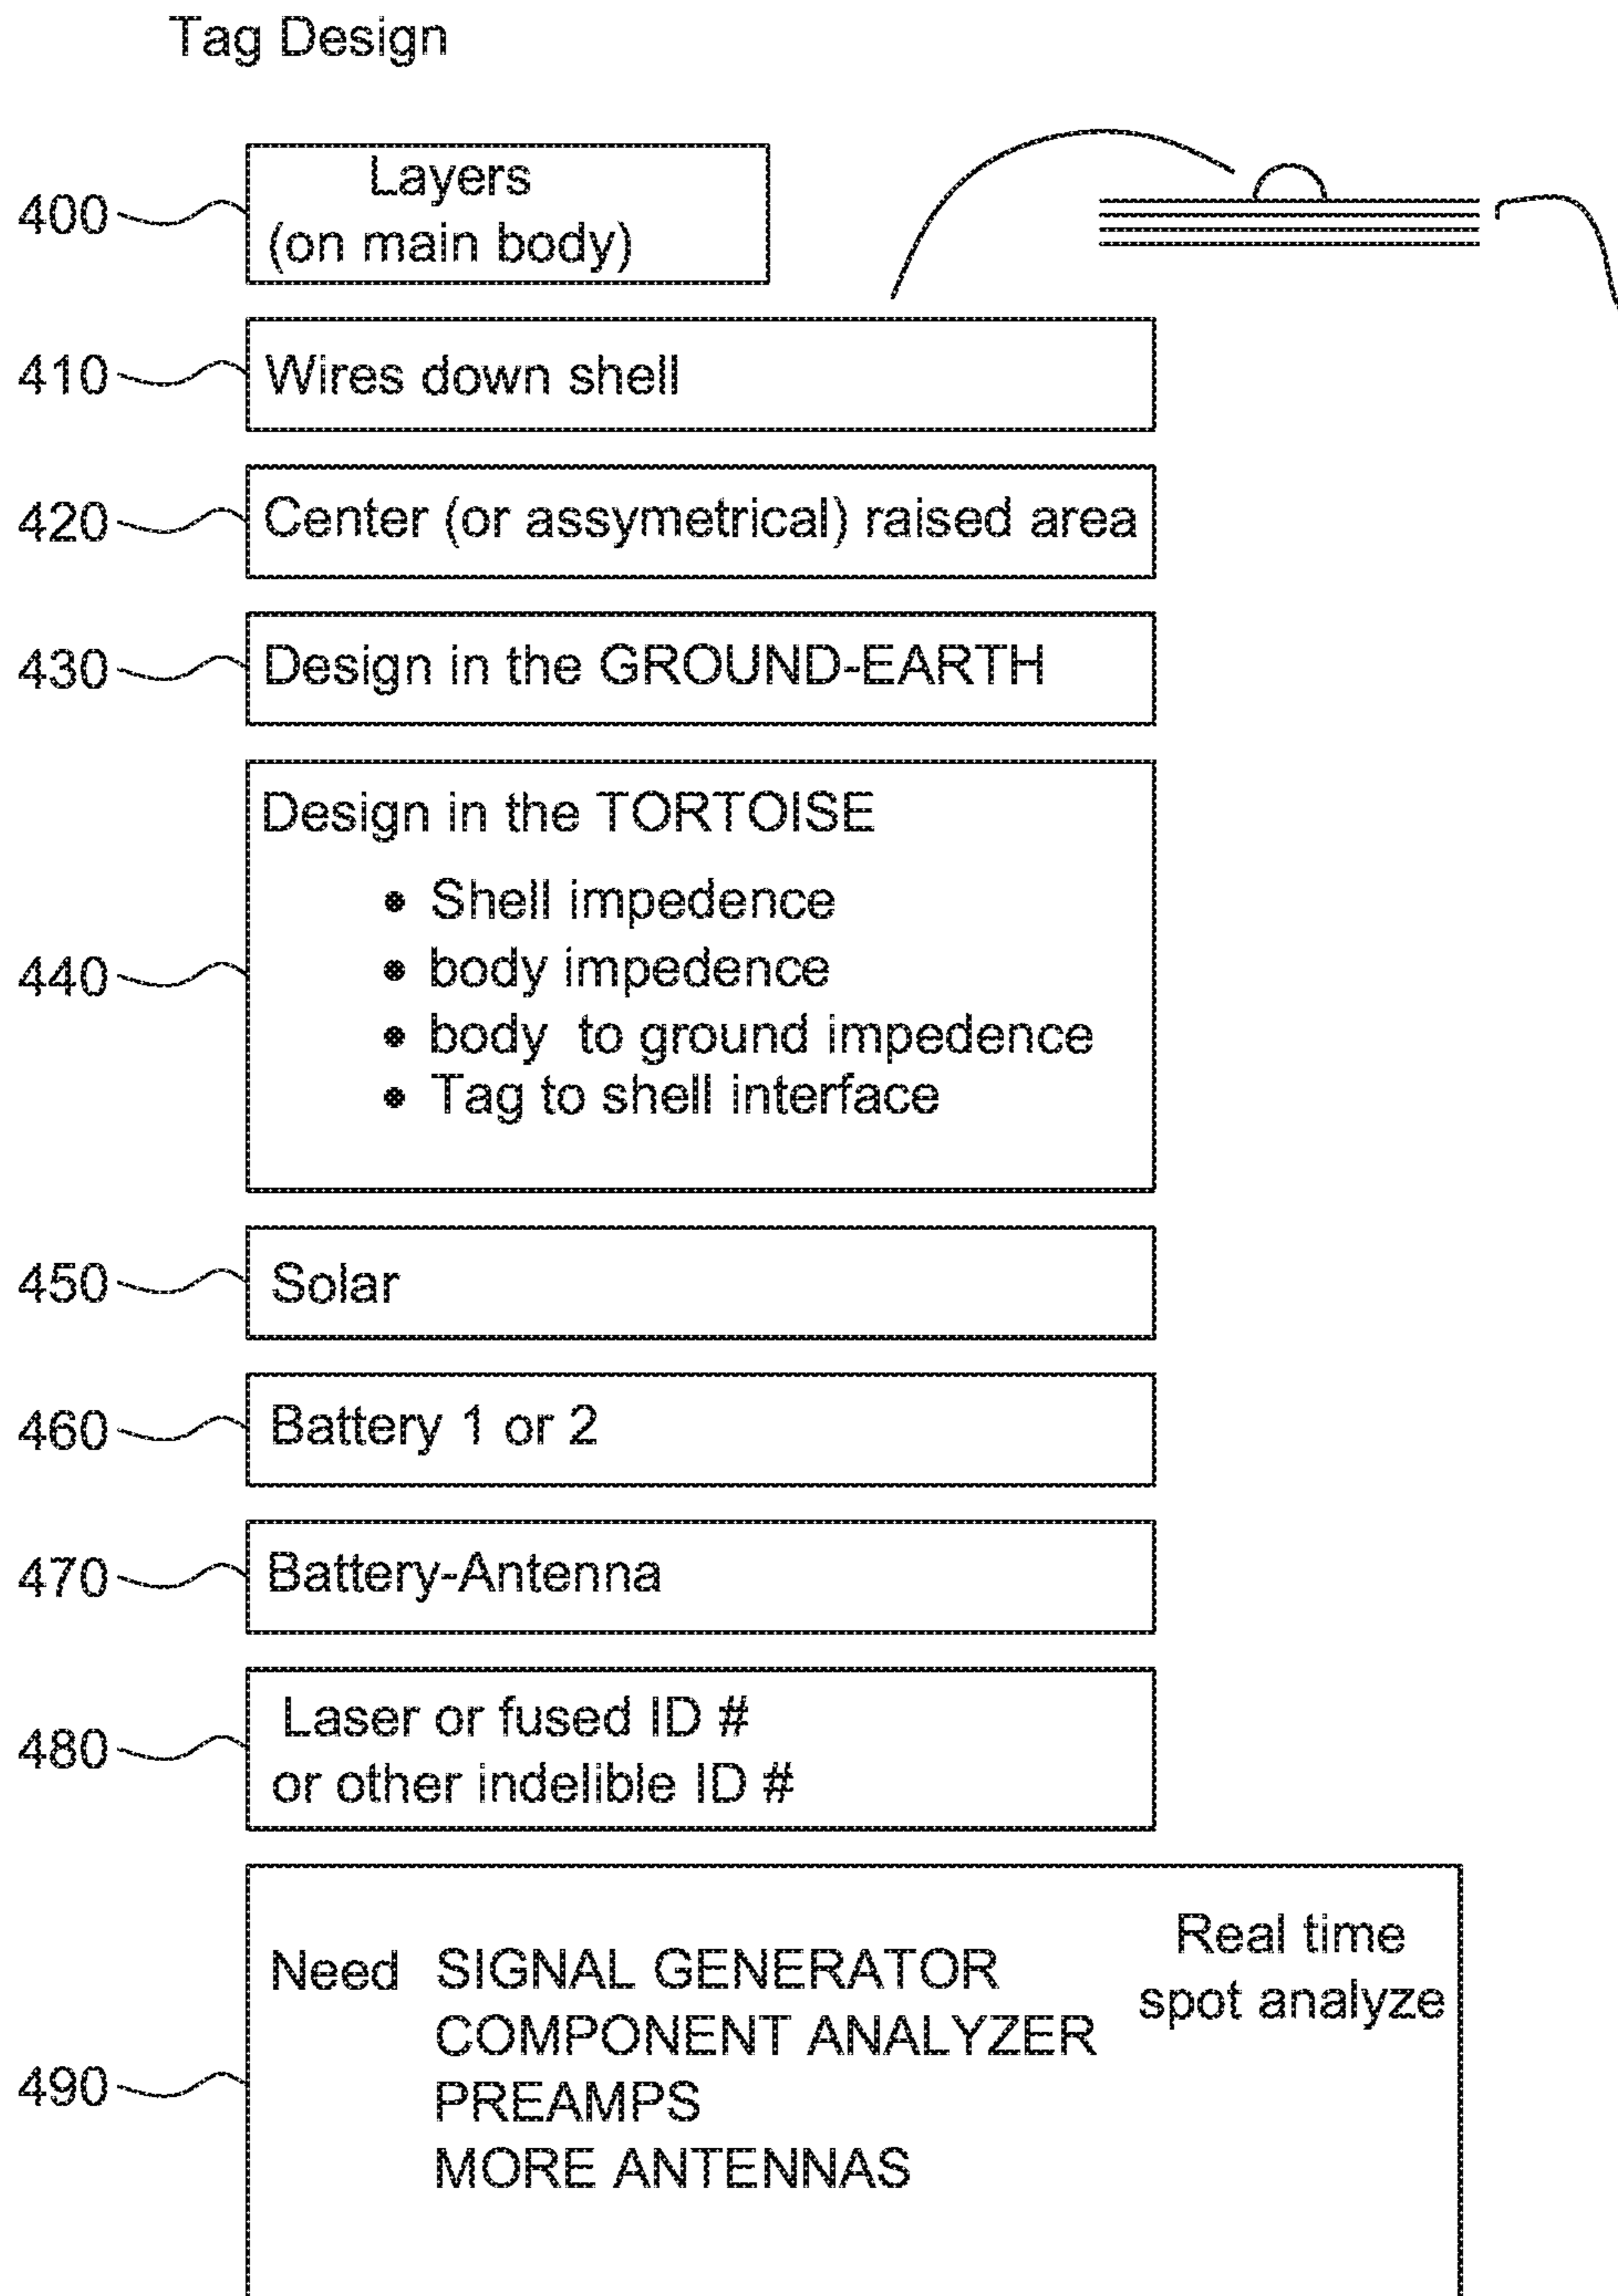 Tag Design
400
Layers
(on main body)
410
Wires down shell
420
Center (or assymetrical) raised area
430
Design in the GROUND-EARTH
440
Design in the TORTOISE
• Shell impedence
• body impedence
• body to ground impedence
• Tag to shell interface
450
Solar
460
Battery 1 or 2
470
Battery-Antenna
480
Laser or fused ID #
or other indelible ID #
490
Need SIGNAL GENERATOR
COMPONENT ANALYZER
PREAMPS
MORE ANTENNAS
Real time
spot analyze